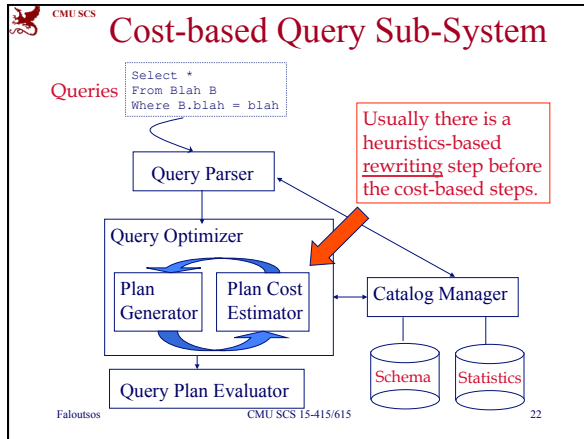 CMU SCS
Cost-based Query Sub-System
Queries
Select *
From Blah B
Where B.blah = blah
Usually there is a
heuristics-based
rewriting step before
the cost-based steps.
Query Parser
Query Optimizer
Plan
Generator
Plan Cost
Estimator
Catalog Manager
Schema
Statistics
Query Plan Evaluator
Faloutsos
CMU SCS 15-415/615
22